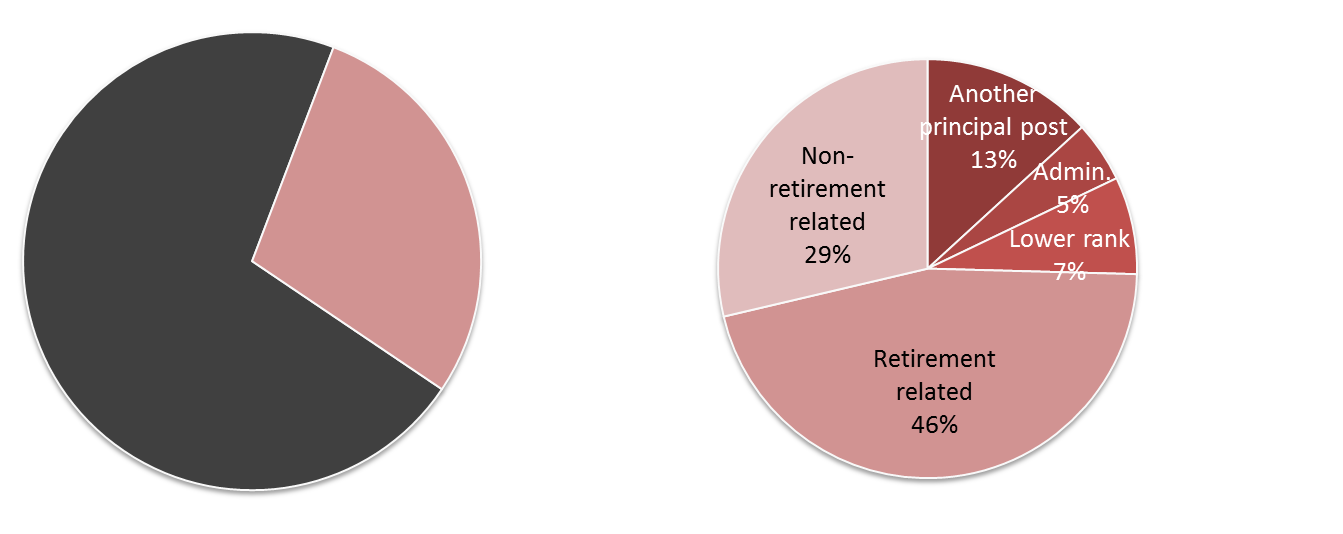 Another
principal post
13%
Admin.
5%
Lower rank
7%
Retirement
related
46%
Non-
retirement
related
29%